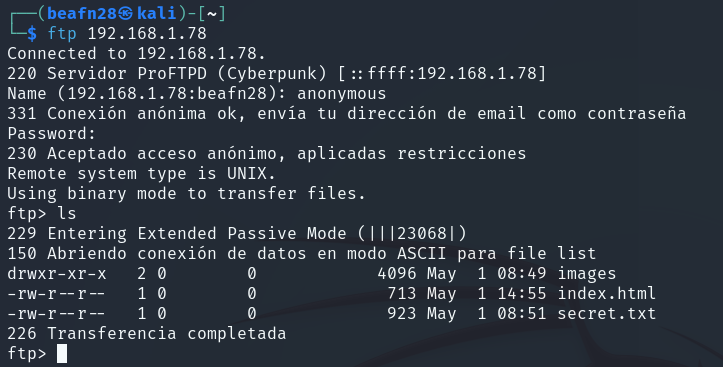 ┌──(beafn28㉿kali)-[~]
└─$ ftp 192.168.1.78
Connected to 192.168.1.78.
220 Servidor ProFTPD (Cyberpunk) [::ffff:192.168.1.78]
Name (192.168.1.78:beafn28): anonymous
331 Conexión anónima ok, envía tu dirección de email como contraseña
Password:
230 Aceptado acceso anónimo, aplicadas restricciones
Remote system type is UNIX.
Using binary mode to transfer files.
ftp> ls
229 Entering Extended Passive Mode (|||23068|)
150 Abriendo conexión de datos en modo ASCII para file list
drwxr-xr-x   2 0        0            4096 May  1 08:49 images
-rw-r--r--   1 0        0             713 May  1 14:55 index.html
-rw-r--r--   1 0        0             923 May  1 08:51 secret.txt
226 Transferencia completada
ftp>